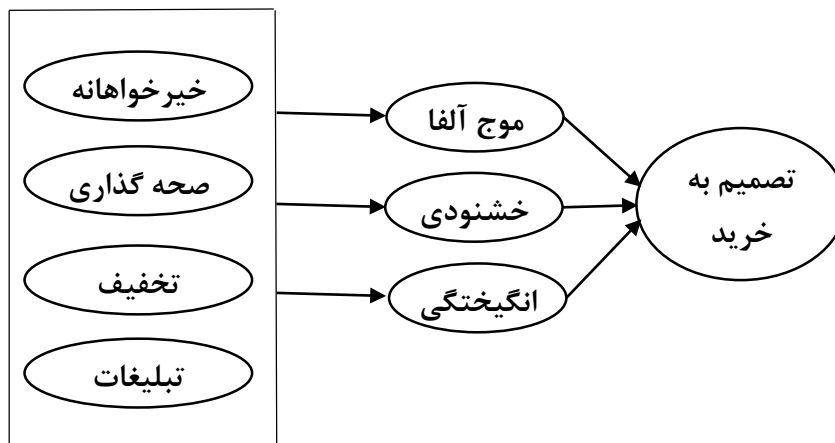 خیرخواهانه
صحه گذاری
تخفیف
تبلیغات
موج آلفا
خشنودی
انگیختگی
تصمیم به
خرید